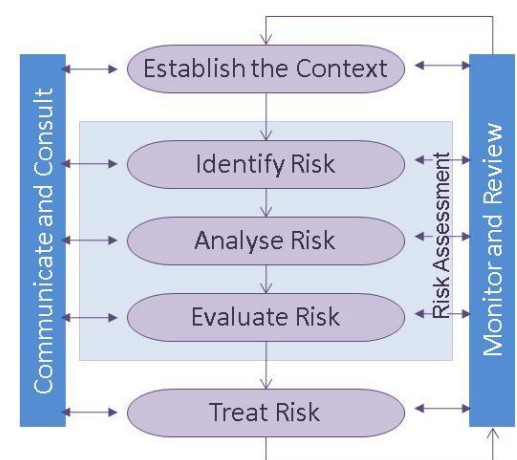 Establish the Context
Communicate and Consult
Identify Risk
Analyse Risk
Evaluate Risk
Risk Assessment
Monitor and Review
Treat Risk